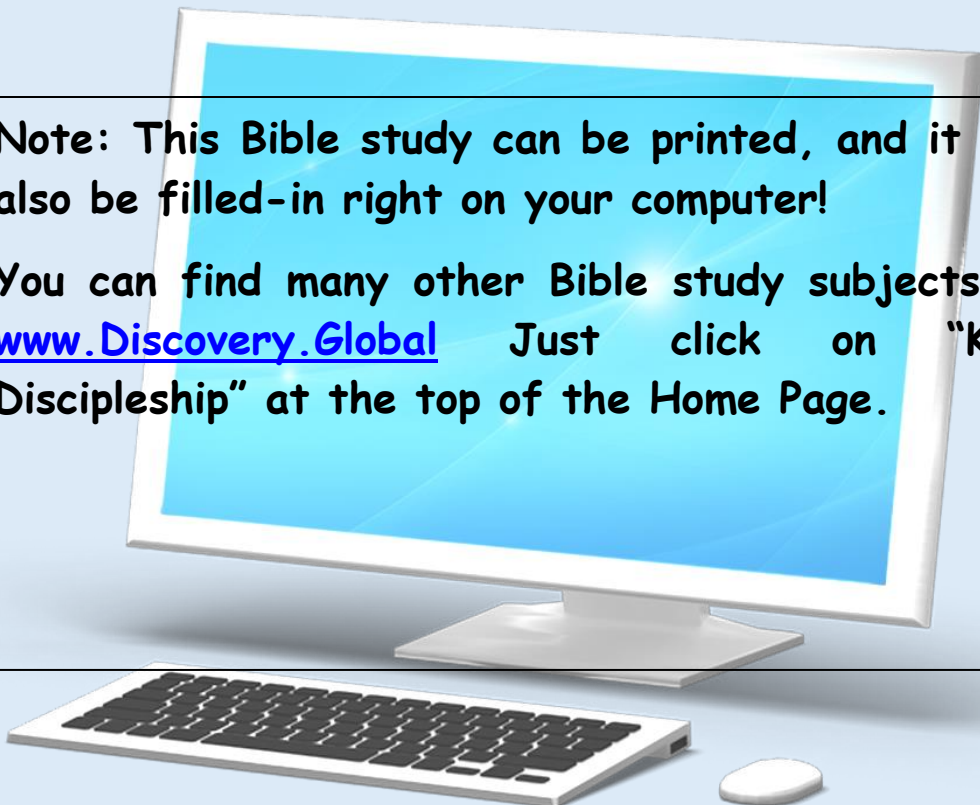 Note: This Bible study can be printed, and it
also be filled-in right on your computer!
You can find many other Bible study subjects
www.Discovery.Global Just click on
Discipleship” at the top of the Home Page.